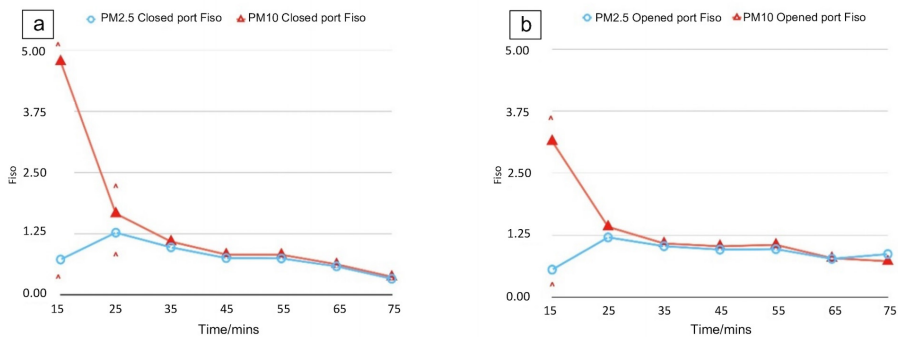 a
PM2.5 Closed port Fiso PM10 Closed port Fiso
5.00
3.75
2.50
1.25
0.00
Fiso
15 25 35 45 55 65 75
Time/mins
b
PM2.5 Opened port Fiso PM10 Opened port Fiso
5.00
3.75
2.50
1.25
0.00
Fiso
15 25 35 45 55 65 75
Time/mins